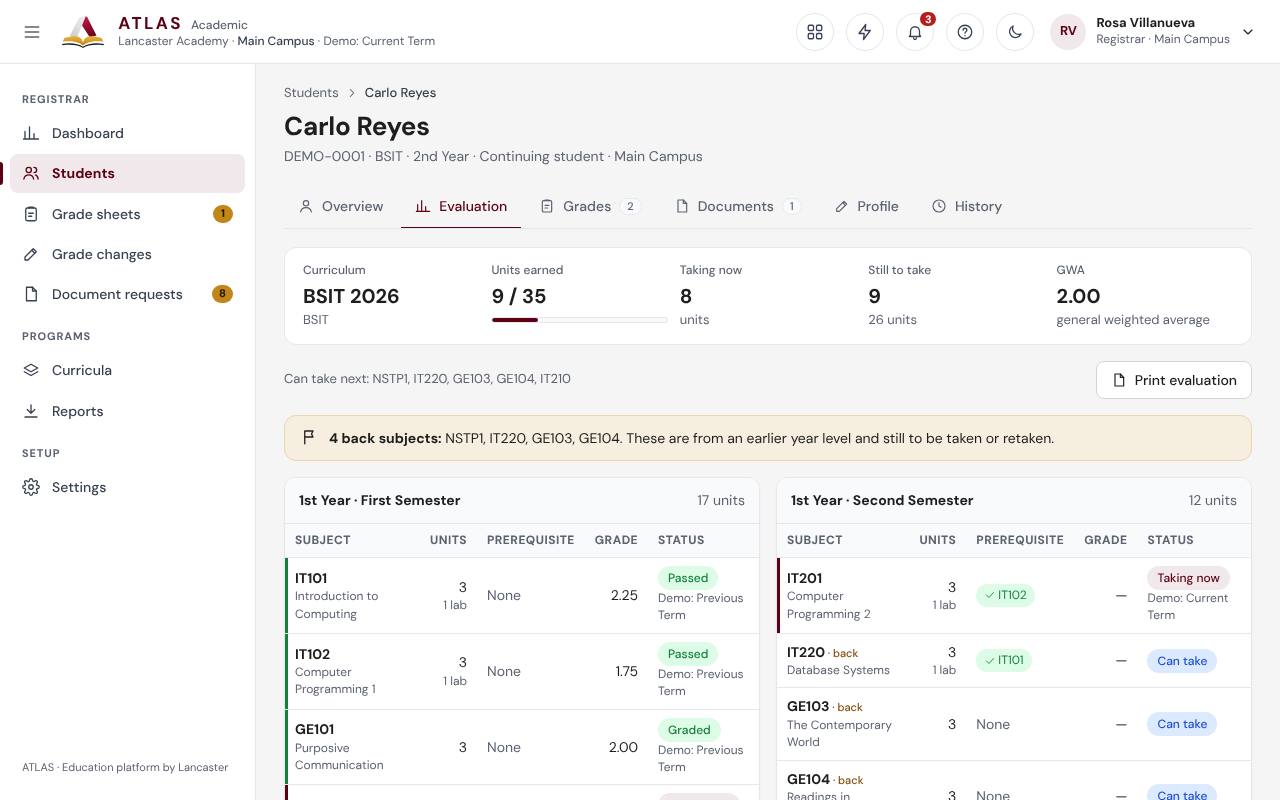 ATLAS Academic
Lancaster Academy · Main Campus · Demo: Current Term
3
RV
Rosa Villanueva
Registrar · Main Campus
REGISTRAR
Dashboard
Students
Grade sheets 1
Grade changes
Document requests 8
PROGRAMS
Curricula
Reports
SETUP
Settings
ATLAS · Education platform by Lancaster
Students > Carlo Reyes
Carlo Reyes
DEMO-0001 · BSIT · 2nd Year · Continuing student · Main Campus
Overview Evaluation Grades 2 Documents 1 Profile History
Curriculum Units earned Taking now Still to take GWA
BSIT 2026 9 / 35 8 9 2.00
BSIT units 26 units general weighted average
Can take next: NSTP1, IT220, GE103, GE104, IT210
Print evaluation
4 back subjects: NSTP1, IT220, GE103, GE104. These are from an earlier year level and still to be taken or retaken.
1st Year · First Semester 17 units
SUBJECT UNITS PREREQUISITE GRADE STATUS
IT101
Introduction to Computing
3
1 lab
None
2.25
Passed
Demo: Previous Term
IT102
Computer Programming 1
3
1 lab
None
1.75
Passed
Demo: Previous Term
GE101
Purposive Communication
3
None
2.00
Graded
Demo: Previous Term
1st Year · Second Semester 12 units
SUBJECT UNITS PREREQUISITE GRADE STATUS
IT201
Computer Programming 2
3
1 lab
✓ IT102
—
Taking now
Demo: Current Term
IT220 · back
Database Systems
3
1 lab
✓ IT101
—
Can take
GE103 · back
The Contemporary World
3
None
—
Can take
GE104 · back
Readings in
3
None
—
Can take